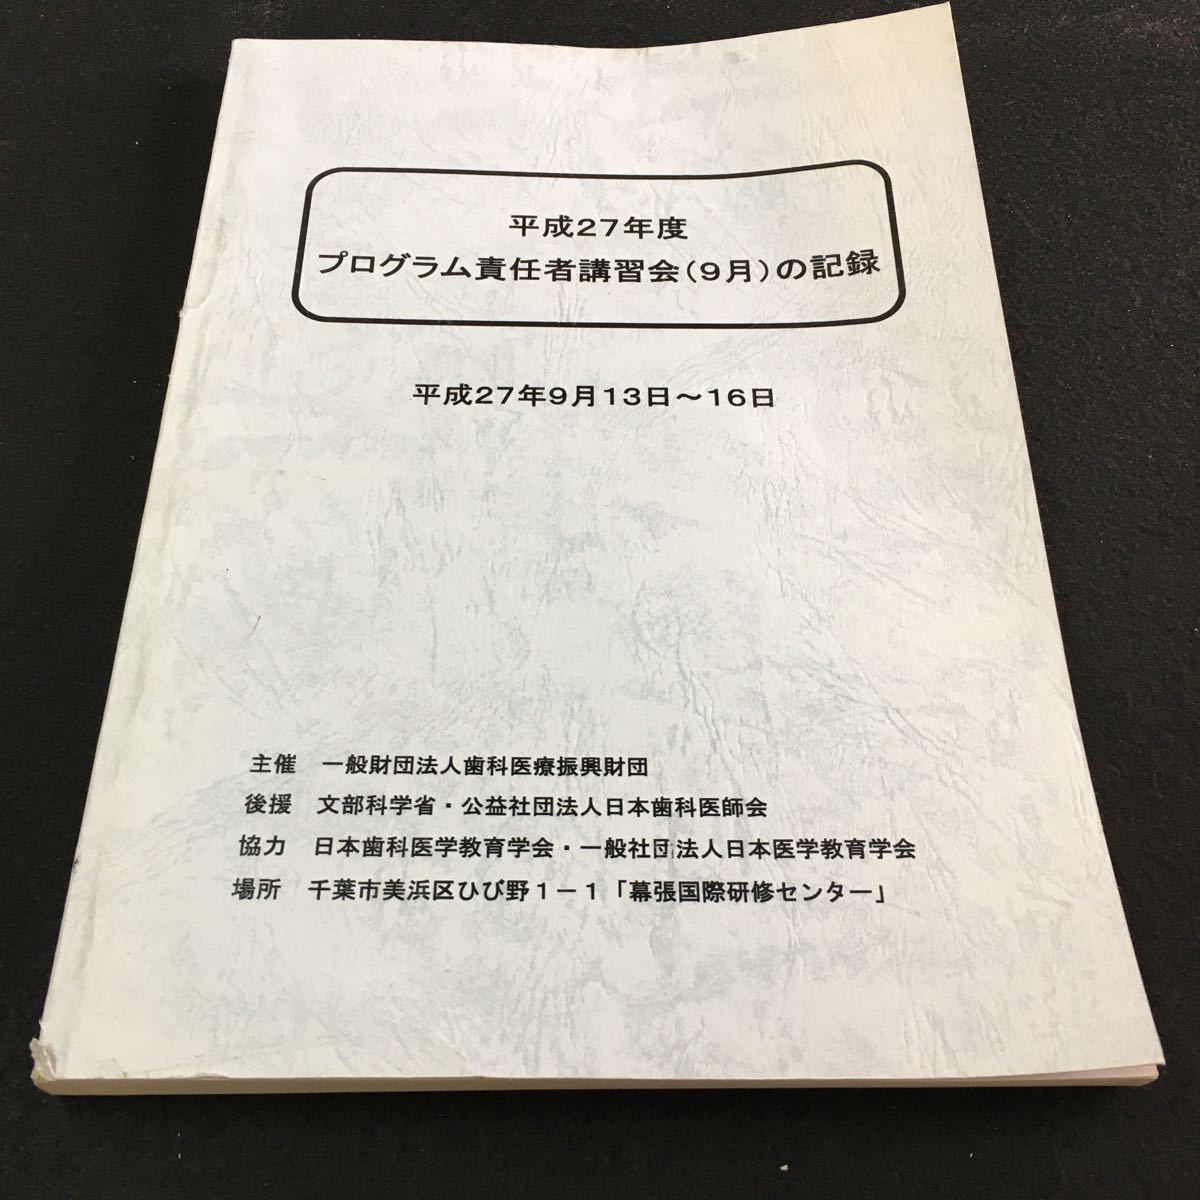 平成27年度
プログラム責任者講習会(9月)の記録
平成27年9月13日～16日
主催　一般財団法人歯科医療振興財団
後援　文部科学省・公益社団法人日本歯科医師会
協力　日本歯科医学教育学会・一般社団法人日本医学教育学会
場所　千葉市美浜区ひび野１－１「幕張国際研修センター」